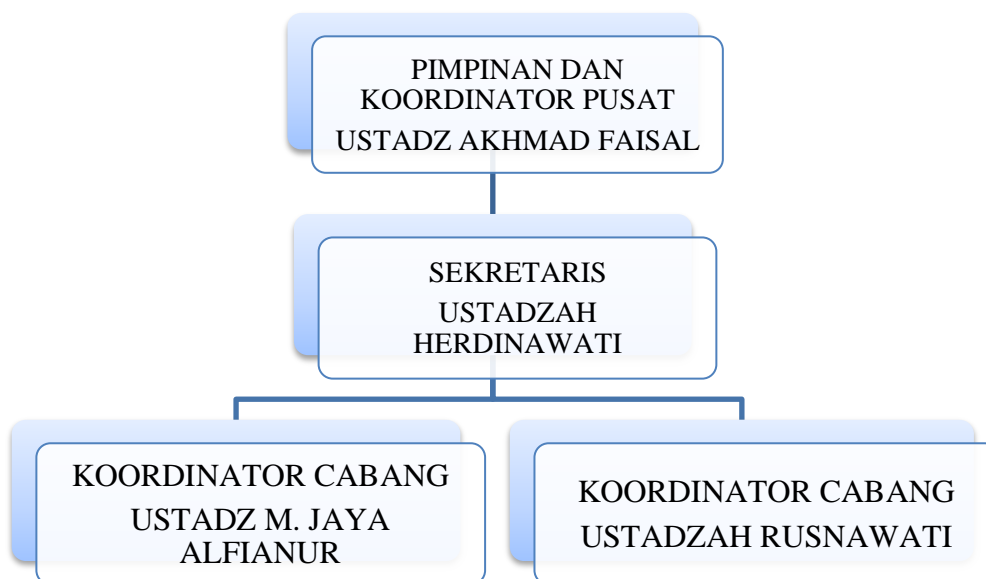 PIMPINAN DAN
KOORDINATOR PUSAT
USTADZ AKHMAD FAISAL
SEKRETARIS
USTADZAH
HERDINAWATI
KOORDINATOR CABANG
USTADZ M. JAYA
ALFIANUR
KOORDINATOR CABANG
USTADZAH RUSNAWATI